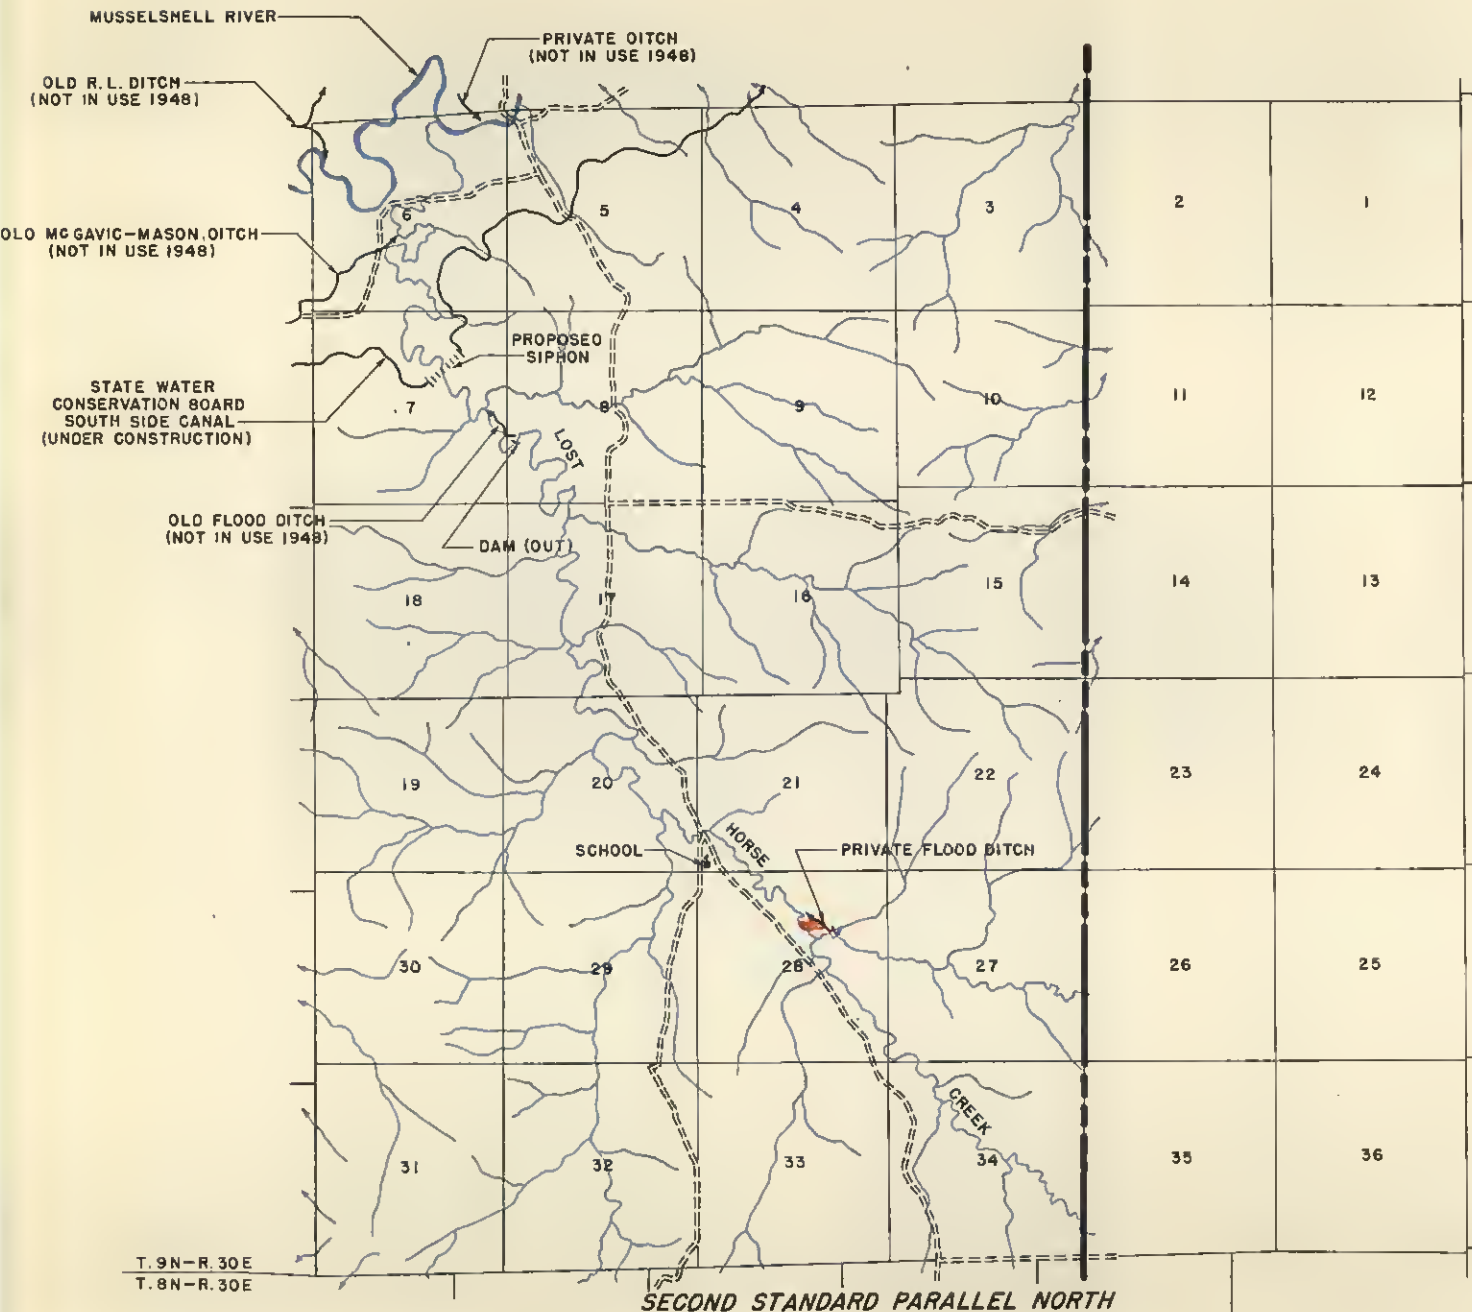 MUSSELSHELL RIVER
PRIVATE DITCH
(NOT IN USE 1948)
OLD R.L. DITCH
(NOT IN USE 1948)
6
5
4
3
2
1
OLD McGAVIC-MASON DITCH
(NOT IN USE 1948)
PROPOSED
SIPHON
STATE WATER
CONSERVATION BOARD
SOUTH SIDE CANAL
(UNDER CONSTRUCTION)
7
8
9
10
11
12
LOST
OLD FLOOD DITCH
(NOT IN USE 1948)
DAM (OUT)
18
17
16
15
14
13
19
20
21
22
23
24
HORSE
SCHOOL
PRIVATE FLOOD DITCH
30
29
28
27
26
25
CREEK
31
32
33
34
35
36
T.9N-R.30E
T.8N-R.30E
SECOND STANDARD PARALLEL NORTH